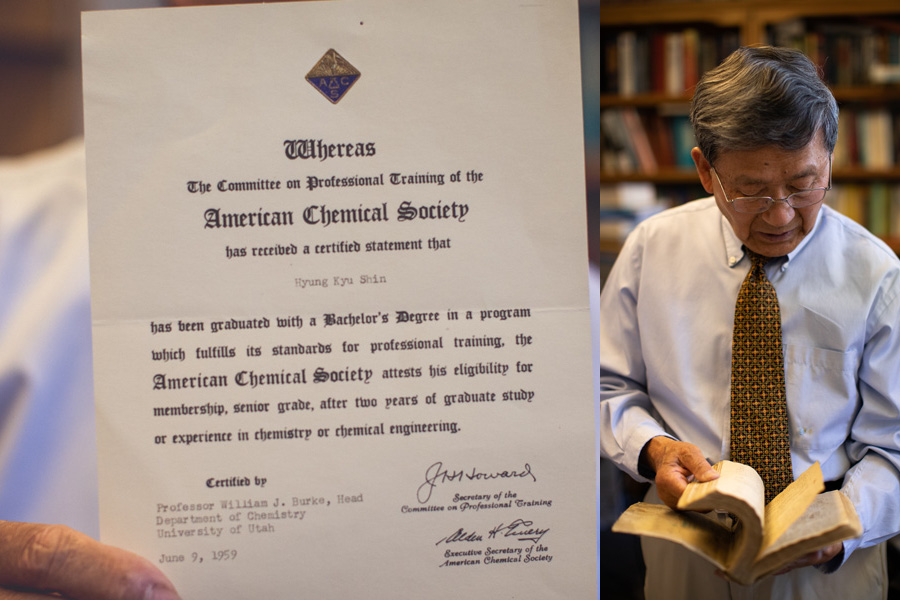 A C S
Whereas
The Committee on Professional Training of the
American Chemical Society
has received a certified statement that
Hyung Kyu Shin
has been graduated with a Bachelor's Degree in a program
which fulfills its standards for professional training, the
American Chemical Society attests his eligibility for
membership, senior grade, after two years of graduate study
or experience in chemistry or chemical engineering.
Certified by
Professor William J. Burke, Head
Department of Chemistry
University of Utah
June 9, 1959
J H Howard
Secretary of the
Committee on Professional Training
Alden H. Emery
Executive Secretary of the
American Chemical Society